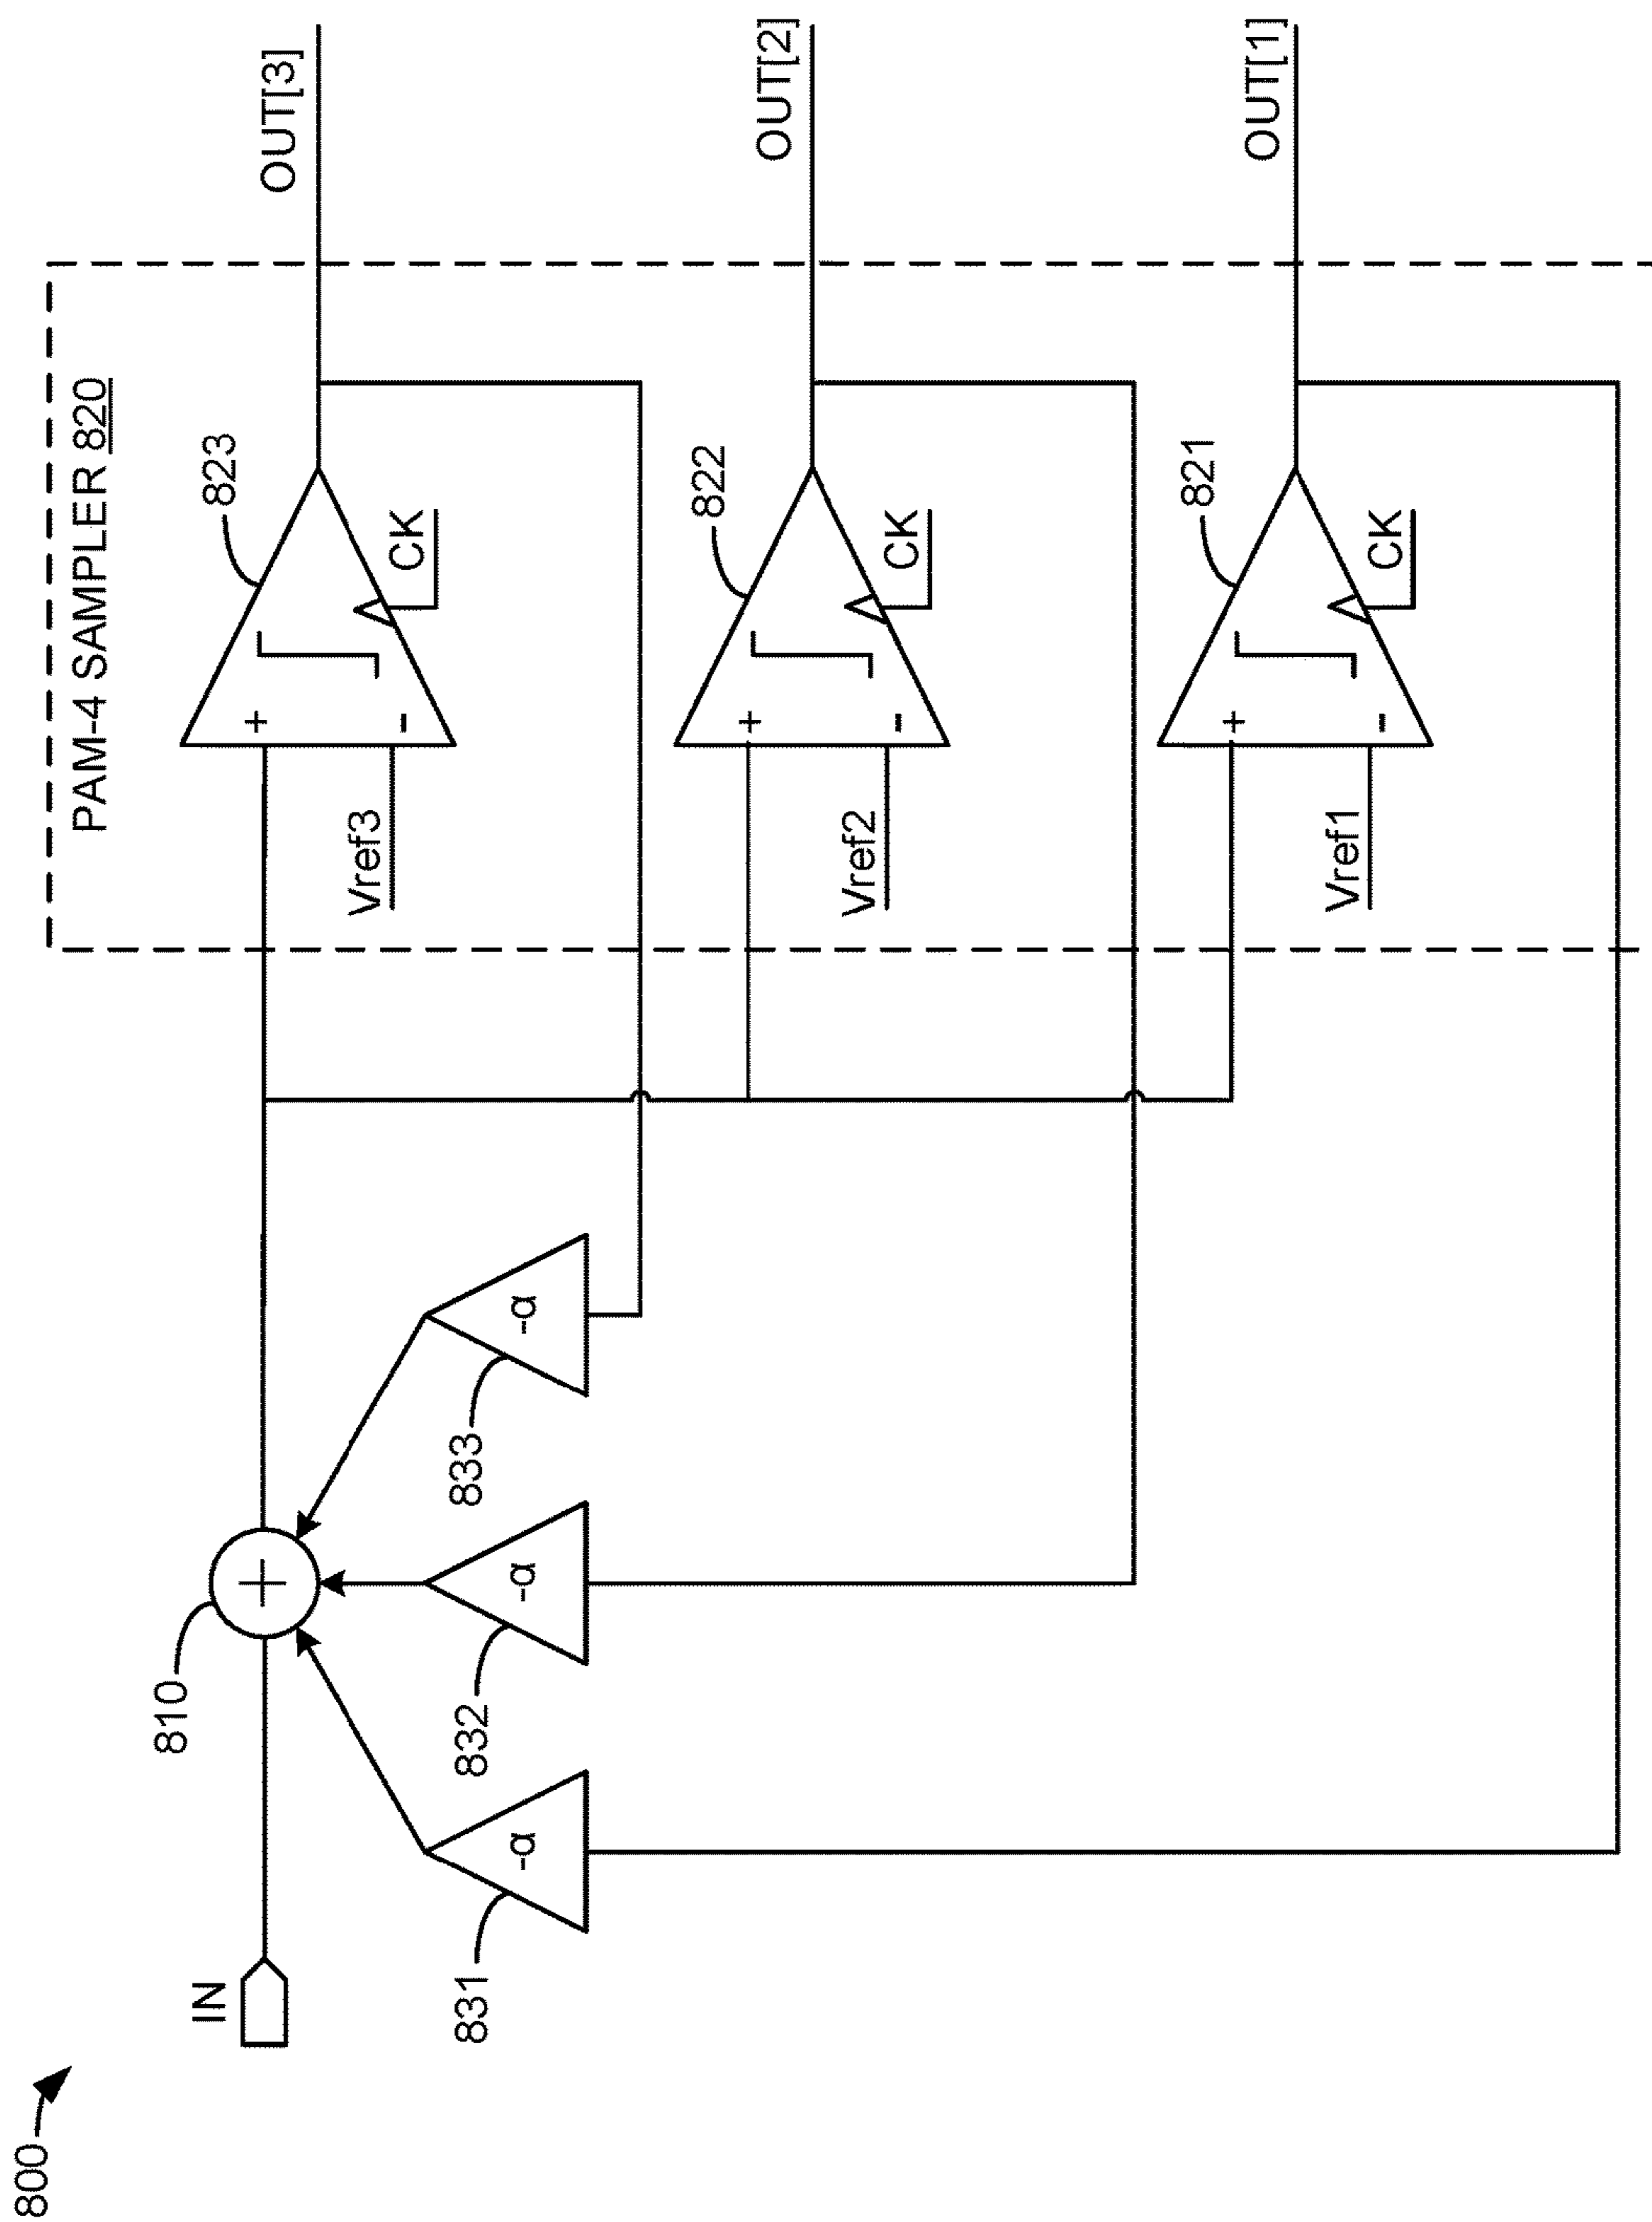 800
IN
810
831
-α
832
-α
833
-α
PAM-4 SAMPLER 820
823
+
-
Vref3
CK
OUT[3]
822
+
-
Vref2
CK
OUT[2]
821
+
-
Vref1
CK
OUT[1]